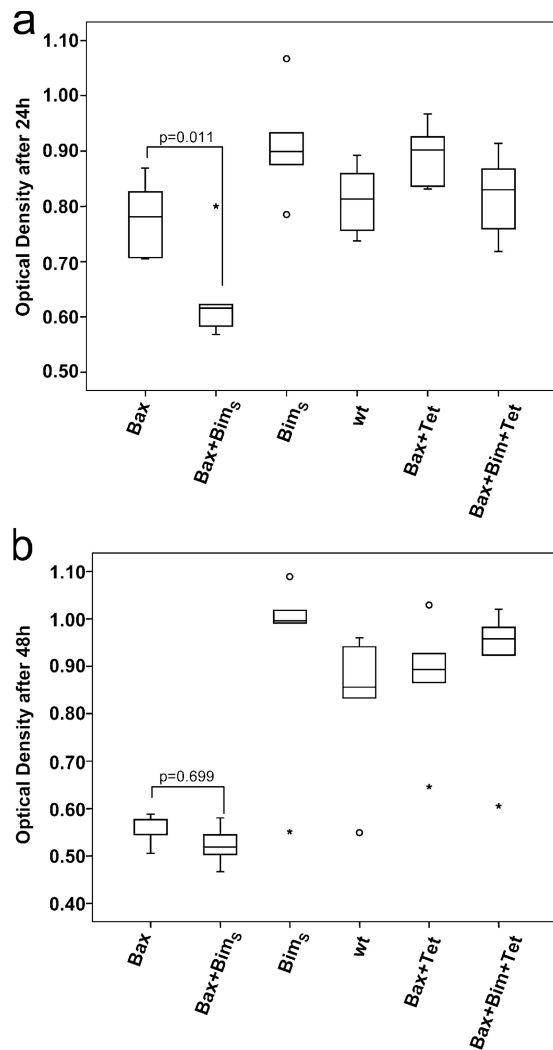 a
Optical Density after 24h
1.10
1.00
0.90
0.80
0.70
0.60
0.50
p=0.011
*
Bax
Bax+Bims
Bims
wt
Bax+Tet
Bax+Bim+Tet
b
Optical Density after 48h
1.10
1.00
0.90
0.80
0.70
0.60
0.50
0.40
p=0.699
*
*
*
Bax
Bax+Bims
Bims
wt
Bax+Tet
Bax+Bim+Tet